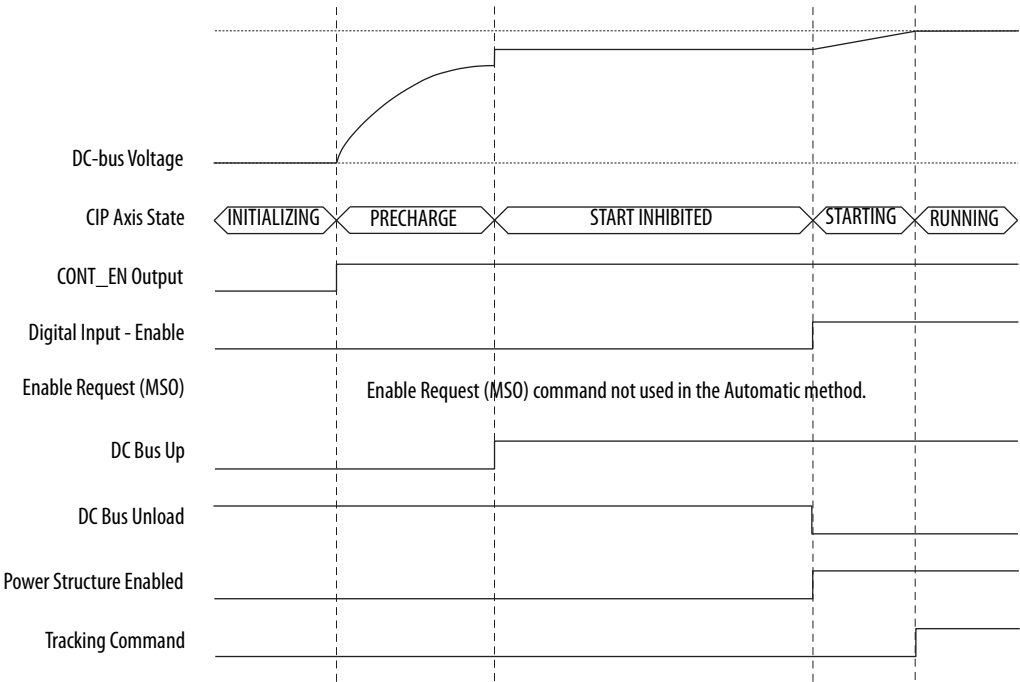 DC-bus Voltage
CIP Axis State
INITIALIZING
PRECHARGE
START INHIBITED
STARTING
RUNNING
CONT_EN Output
Digital Input - Enable
Enable Request (MSO)
Enable Request (MSO) command not used in the Automatic method.
DC Bus Up
DC Bus Unload
Power Structure Enabled
Tracking Command